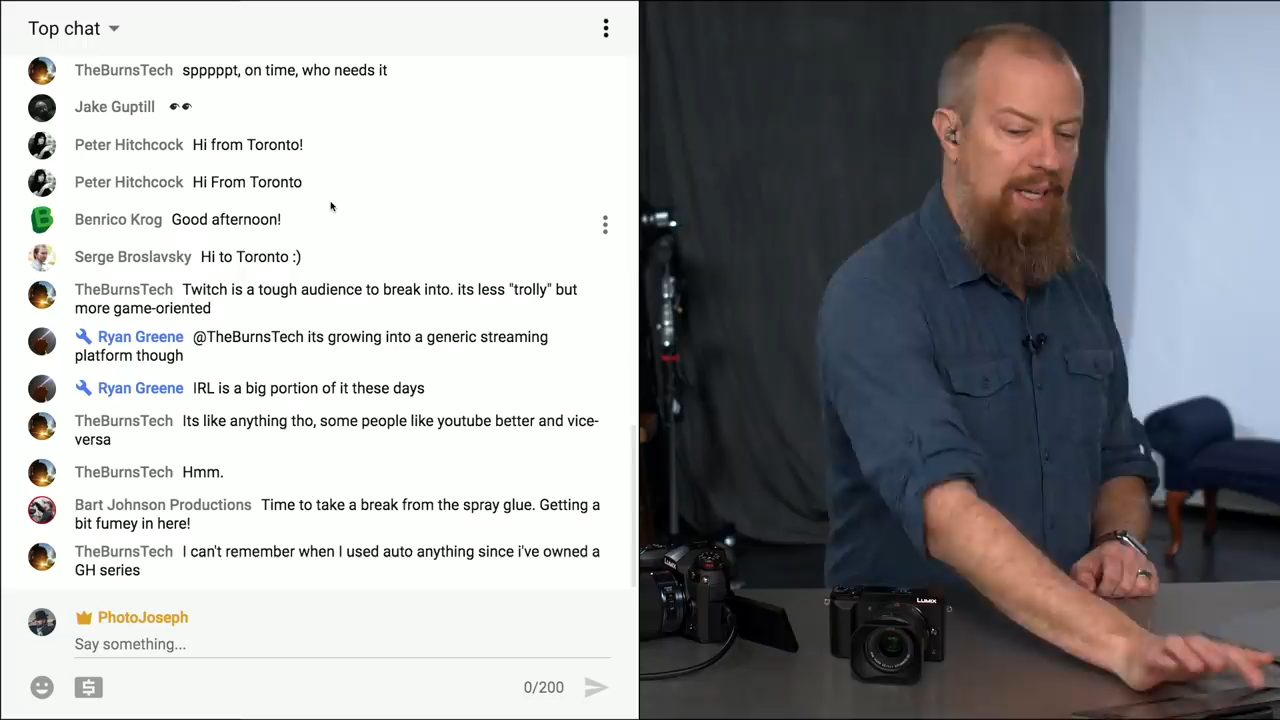 Top chat
TheBurnsTech spppppt, on time, who needs it
Jake Guptill 👀
Peter Hitchcock Hi from Toronto!
Peter Hitchcock Hi From Toronto
Benrico Krog Good afternoon!
Serge Broslavsky Hi to Toronto :)
TheBurnsTech Twitch is a tough audience to break into. its less "trolly" but
more game-oriented
Ryan Greene @TheBurnsTech its growing into a generic streaming
platform though
Ryan Greene IRL is a big portion of it these days
TheBurnsTech Its like anything tho, some people like youtube better and vice-
versa
TheBurnsTech Hmm.
Bart Johnson Productions Time to take a break from the spray glue. Getting a
bit fumey in here!
TheBurnsTech I can't remember when I used auto anything since i've owned a
GH series
PhotoJoseph
Say something...
0/200
LUMIX
LUMIX